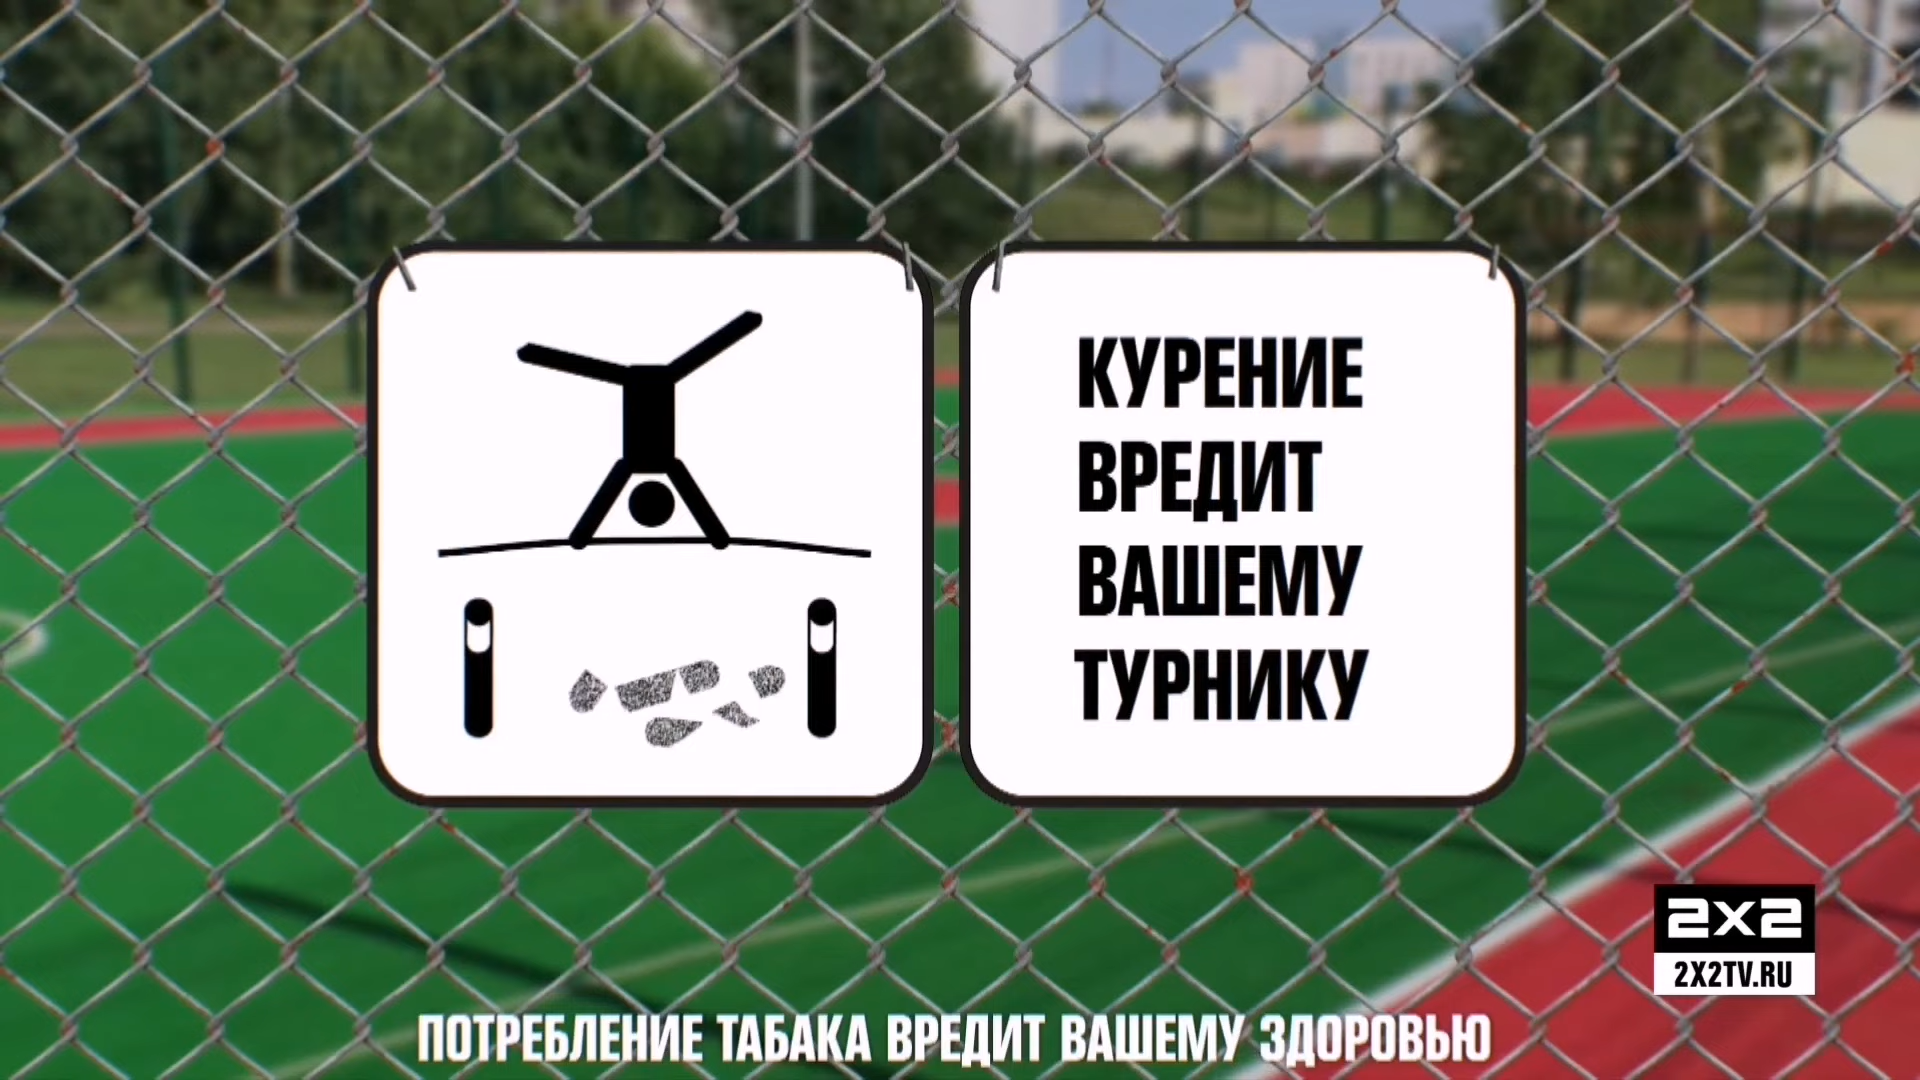 КУРЕНИЕ
ВРЕДИТ
ВАШЕМУ
ТУРНИКУ
2X2
2X2TV.RU
ПОТРЕБЛЕНИЕ ТАБАКА ВРЕДИТ ВАШЕМУ ЗДОРОВЬЮ